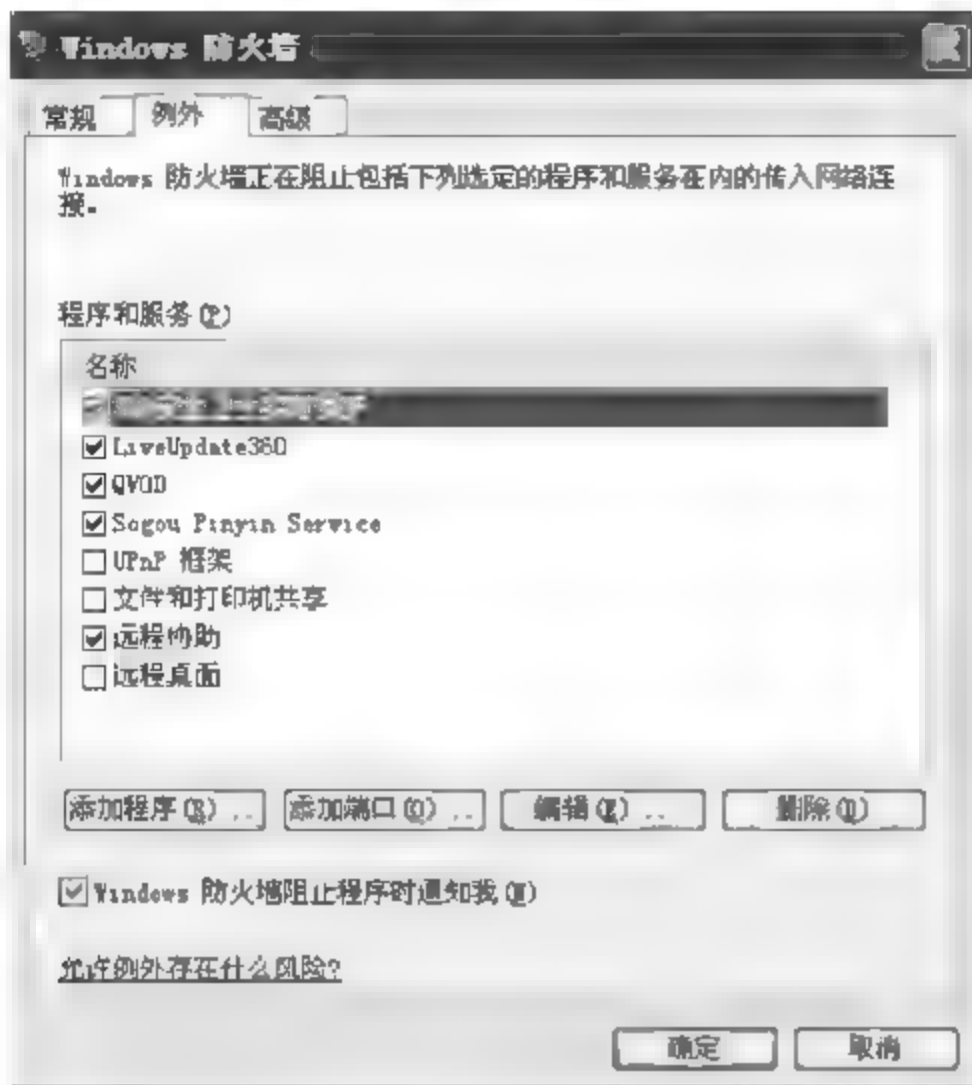 Windows 防火墙
常规 例外 高级
Windows 防火墙正在阻止包括下列选定的程序和服务在内的传入网络连
接。
程序和服务(P)
名称
LiveUpdate360
QVOD
Sogou Pinyin Service
UPnP 框架
文件和打印机共享
远程协助
远程桌面
添加程序(R)... 添加端口(O)... 编辑(E)... 删除(D)
Windows 防火墙阻止程序时通知我(N)
允许例外存在什么风险?
确定 取消